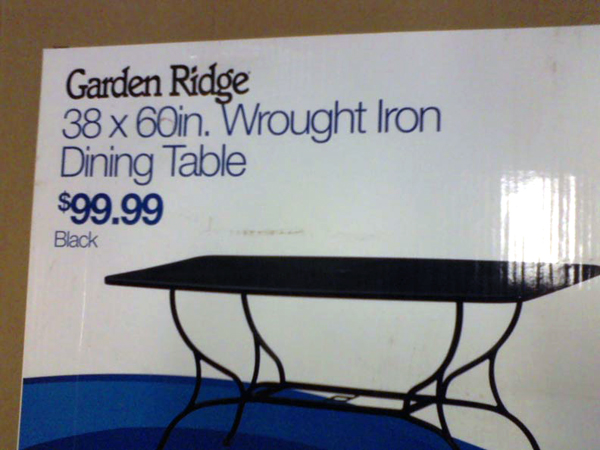 Garden Ridge
38 x 60in. Wrought Iron
Dining Table
$99.99
Black